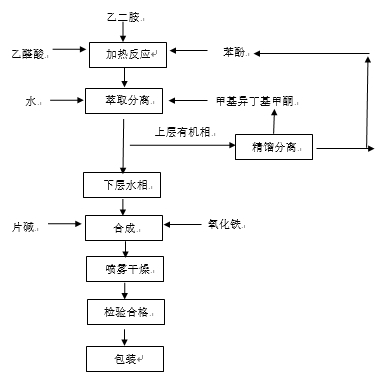 乙二胺
乙醛酸
加热反应
苯酚
水
萃取分离
甲基异丁基甲酮
上层有机相
精馏分离
下层水相
片碱
合成
氧化铁
喷雾干燥
检验合格
包装